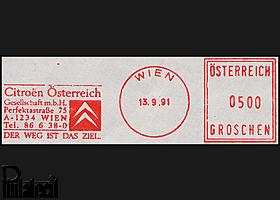 Citroën Österreich
Gesellschaft m.b.H.
Perfektastraße 75
A-1234 WIEN
Tel. 86 6 38-0
DER WEG IST DAS ZIEL.
WIEN
13.9.91
ÖSTERREICH
0500
GROSCHEN